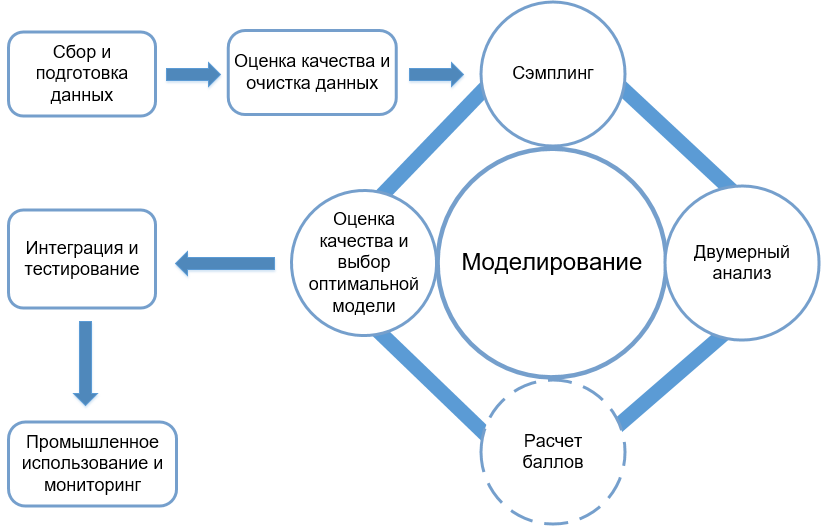 Сбор и
подготовка
данных
Оценка качества и
очистка данных
Сэмплинг
Оценка
качества и
выбор
оптимальной
модели
Моделирование
Двумерный
анализ
Расчет
баллов
Интеграция и
тестирование
Промышленное
использование и
мониторинг